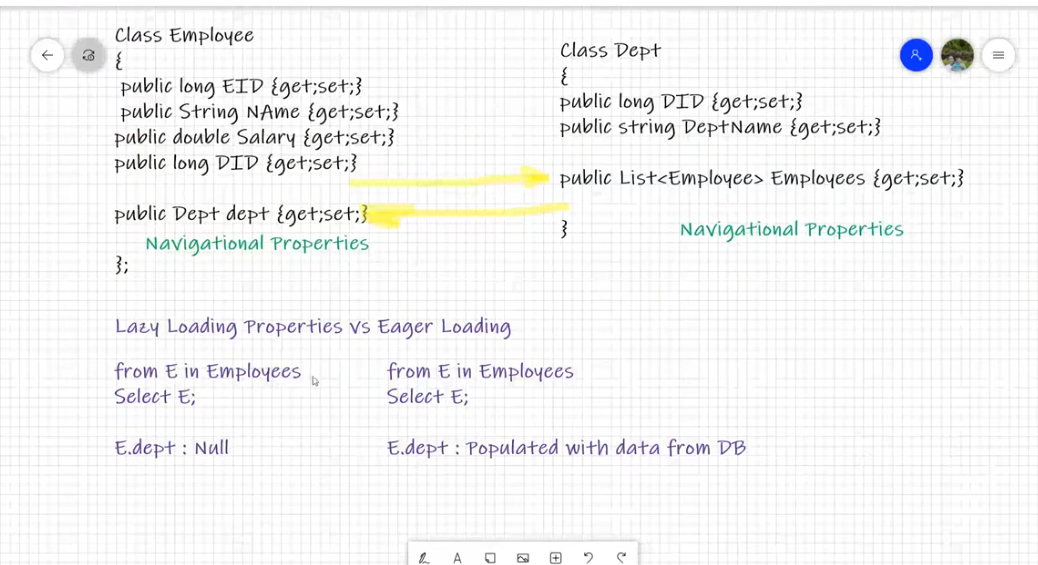 Class Employee
{
public long EID {get;set;}
public String NAme {get;set;}
public double Salary {get;set;}
public long DID {get;set;}
public Dept dept {get;set;}
Navigational Properties
};
Class Dept
{
public long DID {get;set;}
public string DeptName {get;set;}
public List<Employee> Employees {get;set;}
}
Navigational Properties
Lazy Loading Properties vs Eager Loading
from E in Employees
Select E;
E.dept : Null
from E in Employees
Select E;
E.dept : Populated with data from DB
A